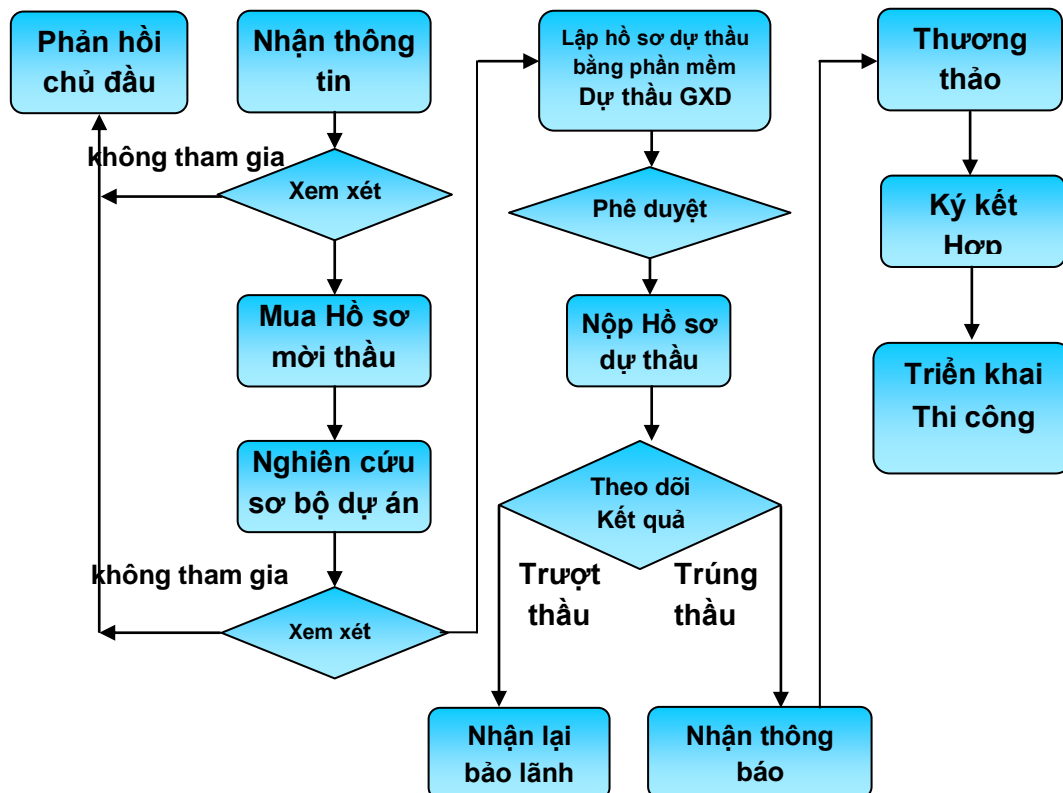 Phản hồi
chủ đầu
Nhận thông
tin
không tham gia
Xem xét
Mua Hồ sơ
mời thầu
Nghiên cứu
sơ bộ dự án
không tham gia
Xem xét
Lập hồ sơ dự thầu
bằng phần mềm
Dự thầu GXD
Phê duyệt
Nộp Hồ sơ
dự thầu
Theo dõi
Kết quả
Trượt
thầu
Trúng
thầu
Nhận lại
bảo lãnh
Nhận thông
báo
Thương
thảo
Ký kết
Hợp
Triển khai
Thi công